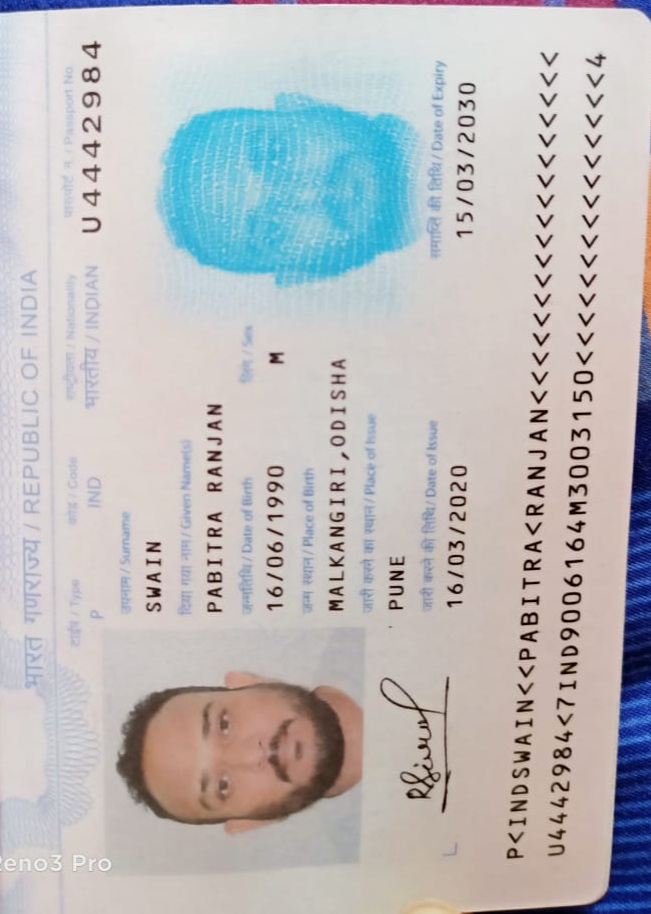 भारत गणराज्य / REPUBLIC OF INDIA
टाईप / Type कोड / Code राष्ट्रीयता / Nationality पासपोर्ट न. / Passport No.
P IND भारतीय / INDIAN U4442984
उपनाम / Surname
SWAIN
दिया गया नाम / Given Name(s)
PABITRA RANJAN
जन्मतिथि / Date of Birth लिंग / Sex
16/06/1990 M
जन्म स्थान / Place of Birth
MALKANGIRI,ODISHA
जारी करने का स्थान / Place of Issue
PUNE
जारी करने की तिथि / Date of Issue समाप्ति की तिथि / Date of Expiry
16/03/2020 15/03/2030
P<INDSWAIN<<PABITRA<RANJAN<<<<<<<<<<<<<<<<<<
U4442984<7IND9006164M3003150<<<<<<<<<<<<<<<4
Reno3 Pro